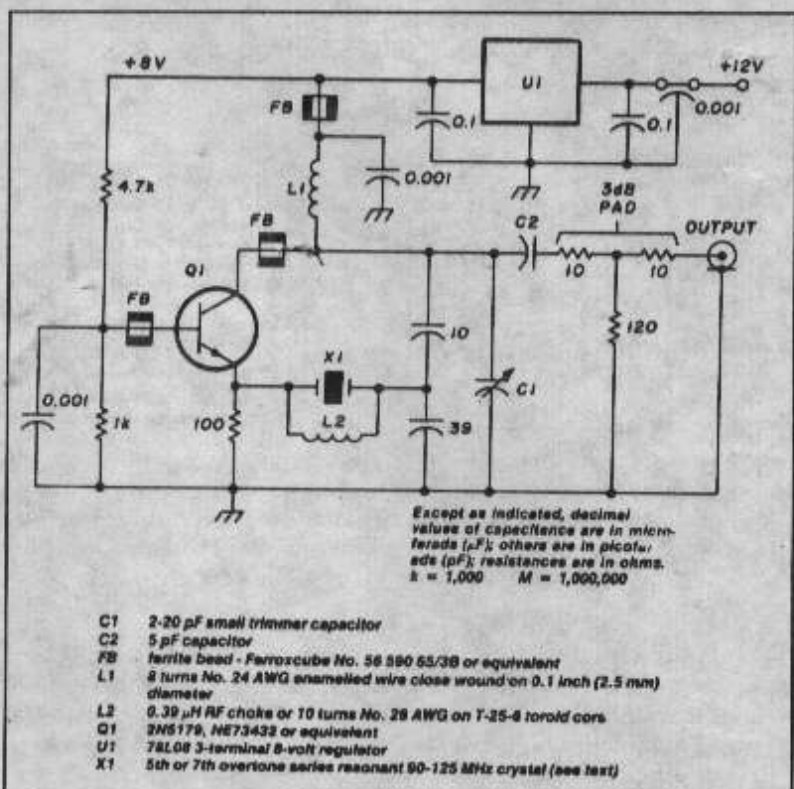 +8V
U1
+12V
FB
0.1
0.1
0.001
4.7k
L1
0.001
3dB
PAD
FB
C2
OUTPUT
Q1
10
10
FB
120
X1
10
C1
0.001
1k
100
L2
39
Except as indicated, decimal
values of capacitance are in micro-
farads (µF); others are in picofar-
ads (pF); resistances are in ohms.
k = 1,000 M = 1,000,000
C1 2-20 pF small trimmer capacitor
C2 5 pF capacitor
FB ferrite bead - Ferroxcube No. 56 590 65/3B or equivalent
L1 8 turns No. 24 AWG enamelled wire close wound on 0.1 inch (2.5 mm)
diameter
L2 0.39 µH RF choke or 10 turns No. 28 AWG on T-25-6 toroid core
Q1 2N5179, NE73432 or equivalent
U1 78L08 3-terminal 8-volt regulator
X1 5th or 7th overtone series resonant 90-125 MHz crystal (see text)